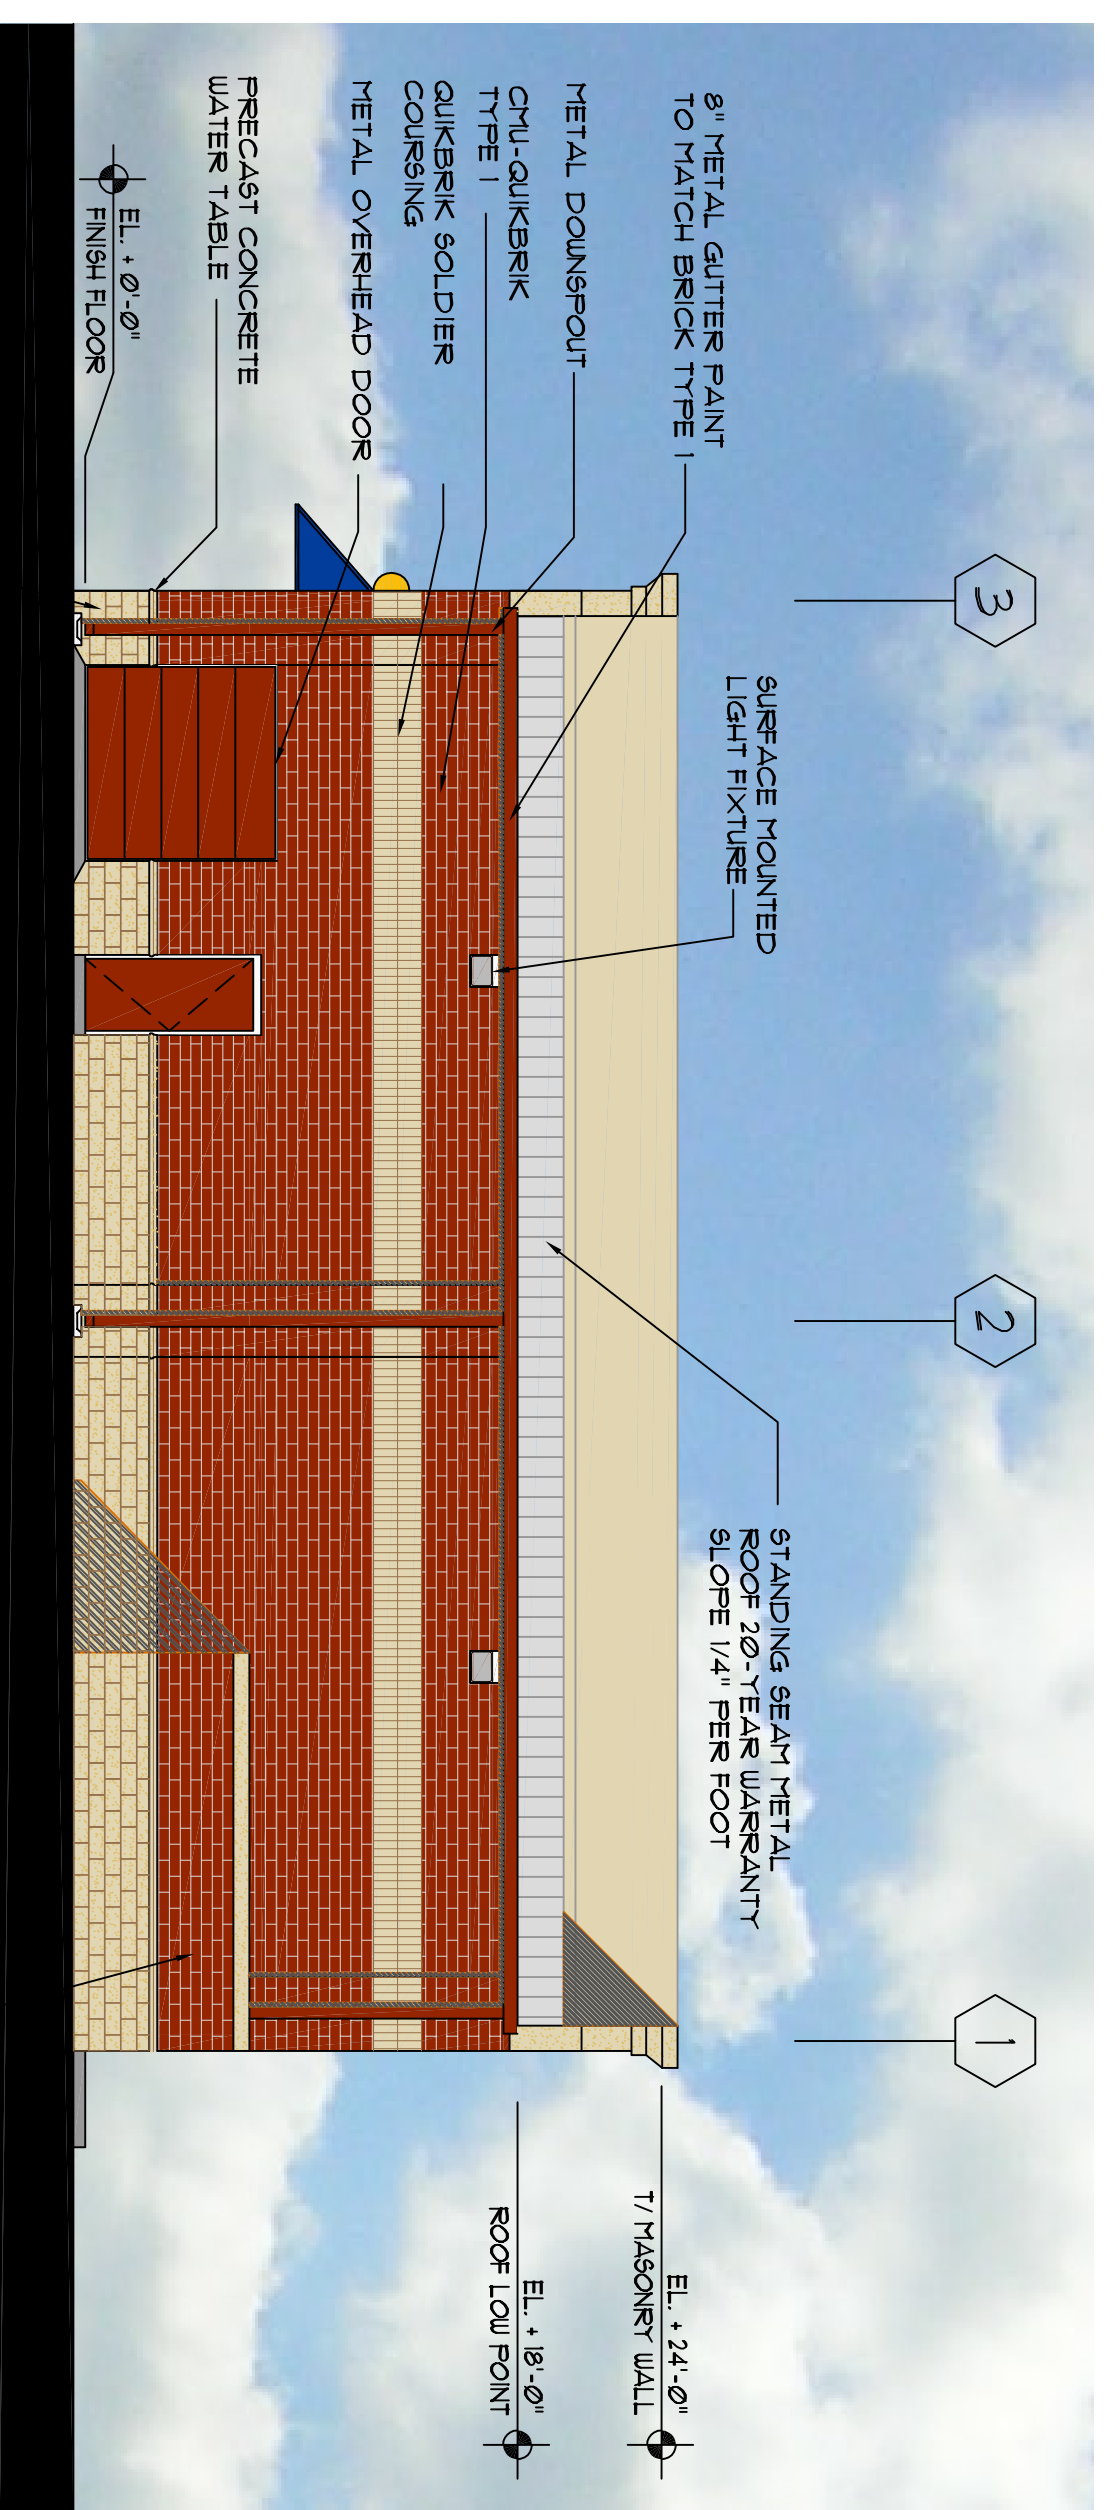 3
2
1
8" METAL GUTTER PAINT
TO MATCH BRICK TYPE 1
METAL DOWNSPOUT
CMU-QUIKBRIK
TYPE 1
QUIKBRIK SOLDIER
COURSING
METAL OVERHEAD DOOR
PRECAST CONCRETE
WATER TABLE
EL. + 0'-0"
FINISH FLOOR
SURFACE MOUNTED
LIGHT FIXTURE
STANDING SEAM METAL
ROOF 20-YEAR WARRANTY
SLOPE 1/4" PER FOOT
EL. + 24'-0"
T/ MASONRY WALL
EL. + 18'-0"
ROOF LOW POINT